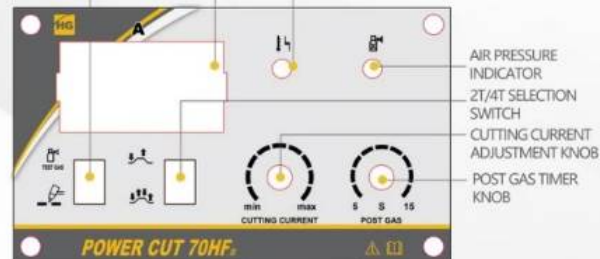 HG
A
AIR PRESSURE
INDICATOR
2T/4T SELECTION
SWITCH
CUTTING CURRENT
ADJUSTMENT KNOB
POST GAS TIMER
KNOB
TEST GAS
min max
CUTTING CURRENT
5 S 15
POST GAS
POWER CUT 70HF